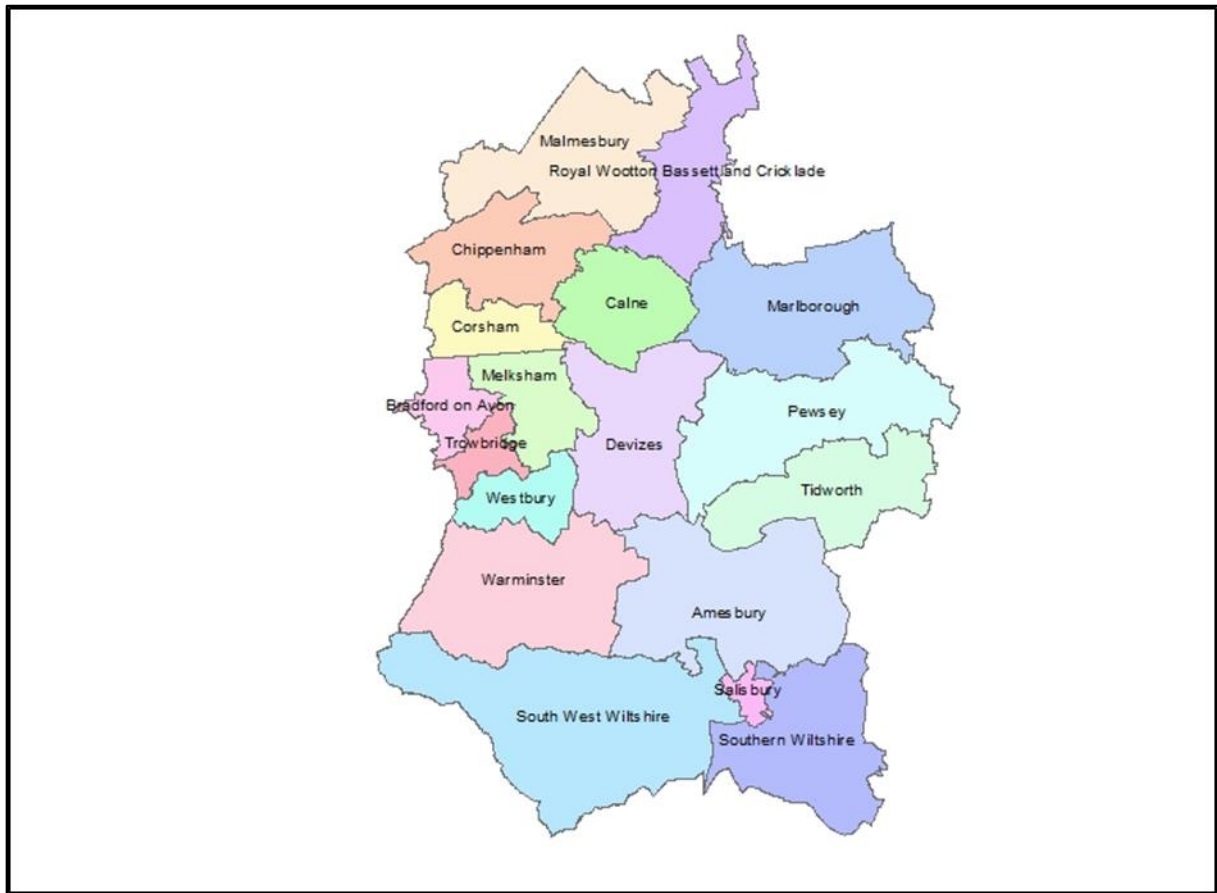 Malmesbury
Royal Wootton Bassett and Cricklade
Chippenham
Calne
Marlborough
Corsham
Melksham
Bradford on Avon
Pewsey
Trowbridge
Devizes
Tidworth
Westbury
Warminster
Amesbury
Salisbury
South West Wiltshire
Southern Wiltshire